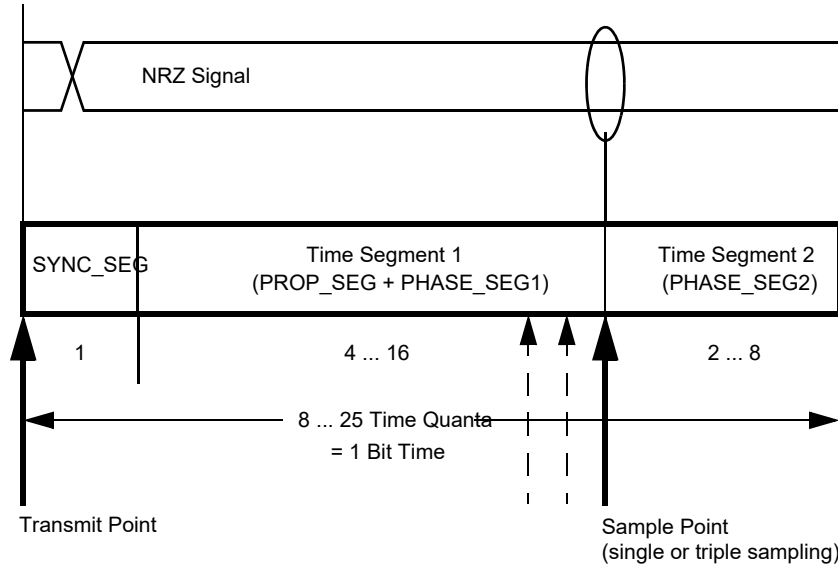 NRZ Signal
SYNC_SEG
Time Segment 1
(PROP_SEG + PHASE_SEG1)
Time Segment 2
(PHASE_SEG2)
1
4 ... 16
2 ... 8
8 ... 25 Time Quanta
= 1 Bit Time
Transmit Point
Sample Point
(single or triple sampling)